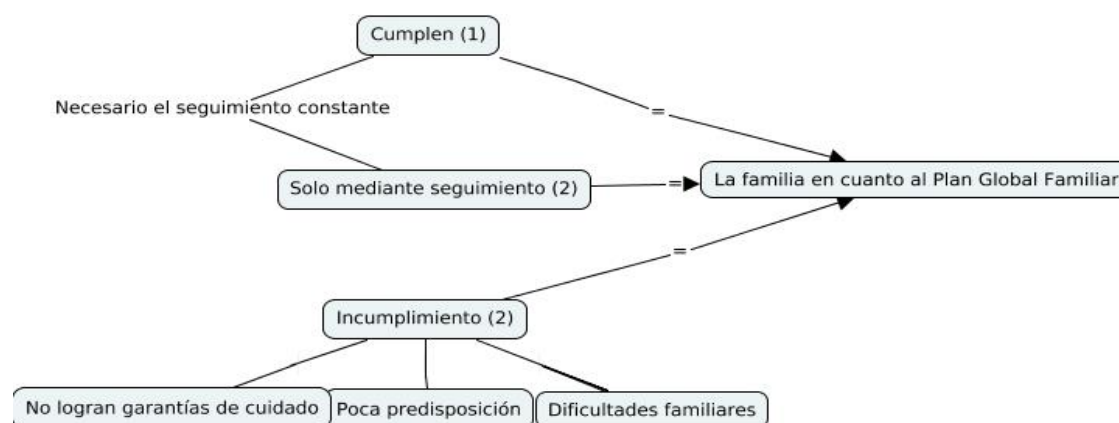 Cumplen (1)
Necesario el seguimiento constante
=
Solo mediante seguimiento (2)
=
La familia en cuanto al Plan Global Familiar
=
Incumplimiento (2)
No logran garantías de cuidado
Poca predisposición
Dificultades familiares